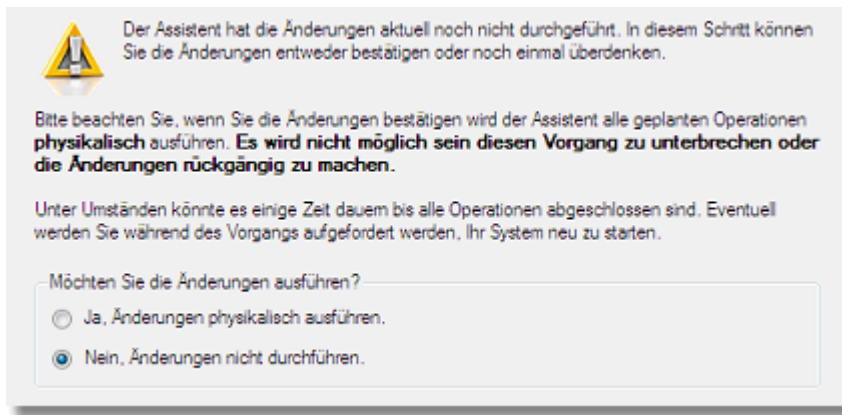 Der Assistent hat die Änderungen aktuell noch nicht durchgeführt. In diesem Schritt können
Sie die Änderungen entweder bestätigen oder noch einmal überdenken.
Bitte beachten Sie, wenn Sie die Änderungen bestätigen wird der Assistent alle geplanten Operationen
physikalisch ausführen. Es wird nicht möglich sein diesen Vorgang zu unterbrechen oder
die Änderungen rückgängig zu machen.
Unter Umständen könnte es einige Zeit dauern bis alle Operationen abgeschlossen sind. Eventuell
werden Sie während des Vorgangs aufgefordert werden, Ihr System neu zu starten.
Möchten Sie die Änderungen ausführen?
Ja, Änderungen physikalisch ausführen.
Nein, Änderungen nicht durchführen.